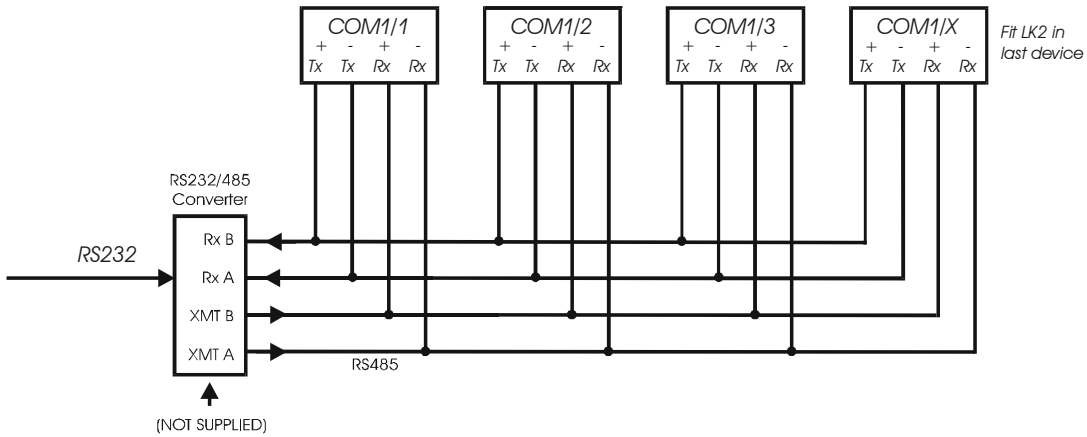 COM1/1 COM1/2 COM1/3 COM1/X
+ - + - + - + - + - + - + - + -
Tx Tx Rx Rx Tx Tx Rx Rx Tx Tx Rx Rx Tx Tx Rx Rx
Fit LK2 in
last device
RS232/485
Converter
RS232
Rx B
Rx A
XMT B
XMT A
RS485
(NOT SUPPLIED)